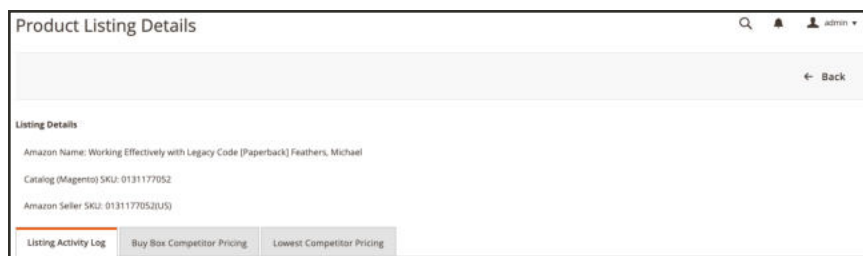 Product Listing Details
admin
Back
Listing Details
Amazon Name: Working Effectively with Legacy Code [Paperback] Feathers, Michael
Catalog (Magento) SKU: 0131177052
Amazon Seller SKU: 0131177052(US)
Listing Activity Log
Buy Box Competitor Pricing
Lowest Competitor Pricing